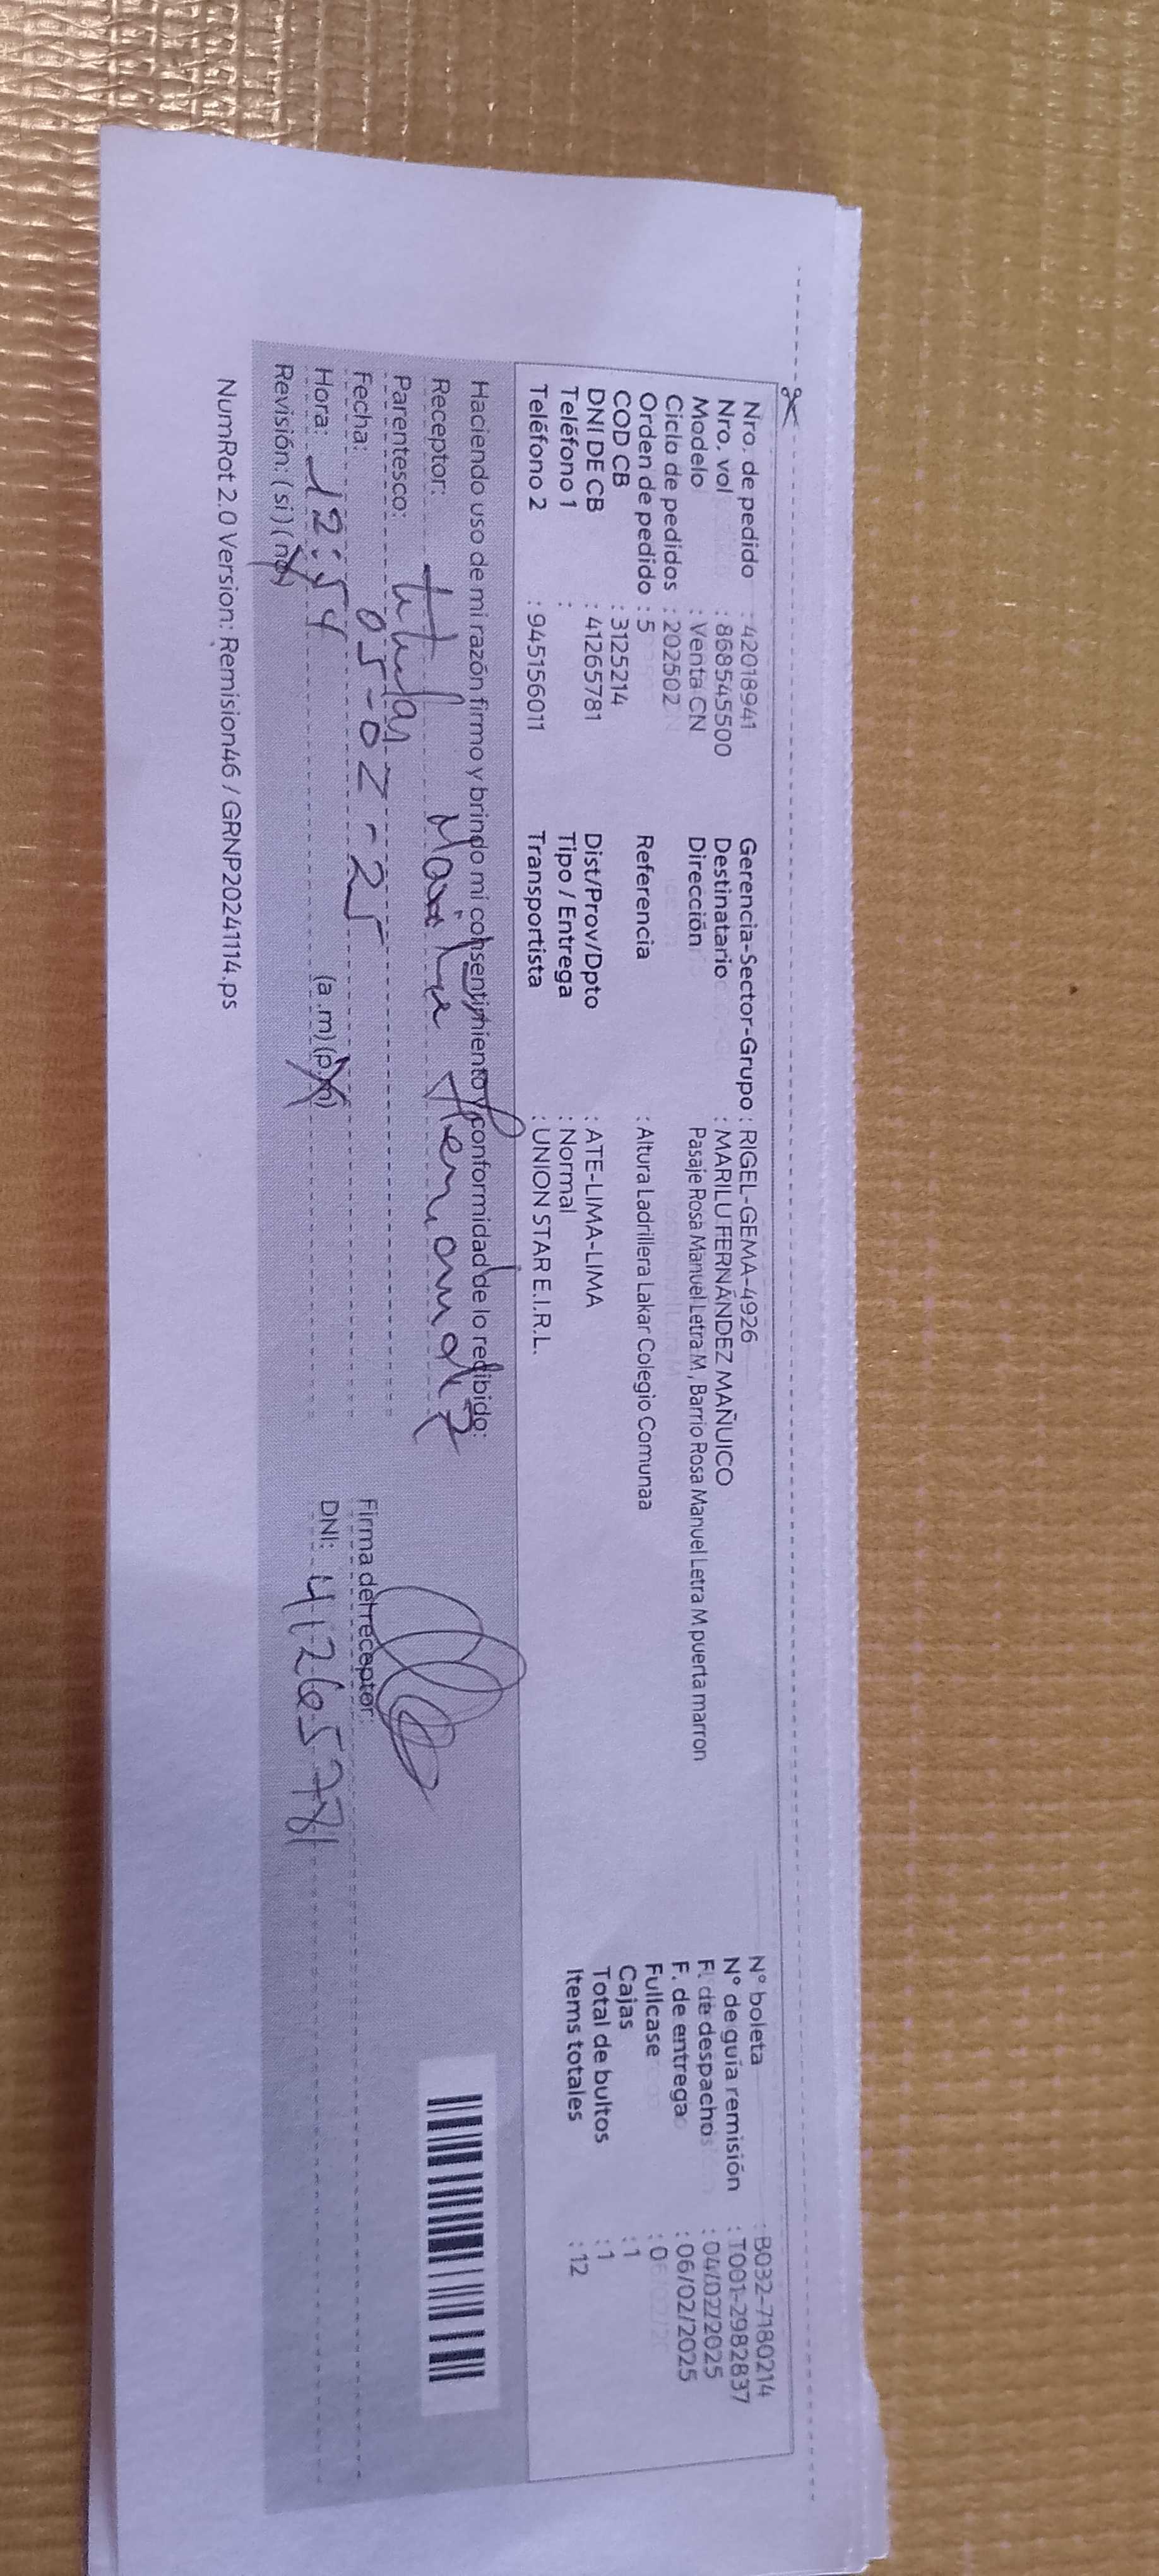 Nro. de pedido : 42018941
Nro. vol : 868545500
Modelo : Venta CN
Ciclo de pedidos : 202502
Orden de pedido : 5
COD CB : 3125214
DNI DE CB : 41265781
Teléfono 1 :
Teléfono 2 : 945156011
Gerencia-Sector-Grupo : RIGEL-GEMA-4926
Destinatario : MARILU FERNÁNDEZ MAÑUICO
Dirección Pasaje Rosa Manuel Letra M , Barrio Rosa Manuel Letra M puerta marron
Referencia : Altura Ladrillera Lakar Colegio Comunaa
Dist/Prov/Dpto : ATE-LIMA-LIMA
Tipo / Entrega : Normal
Transportista : UNION STAR E.I.R.L.
N° boleta : B032-7180214
N° de guía remisión : T001-2982837
F. de despacho : 04/02/2025
F. de entrega : 06/02/2025
Fullcase : 0
Cajas : 1
Total de bultos : 1
Items totales : 12
Haciendo uso de mi razón firmo y brindo mi consentimiento y conformidad de lo recibido:
Receptor:
Parentesco: titular
Fecha: 05-02-25
Hora: 12:54 (a.m) (p.m)
Revisión: ( si ) ( no )
Firma del receptor:
DNI: 41265781
NumRot 2.0 Version: Remision46 / GRNP20241114.ps